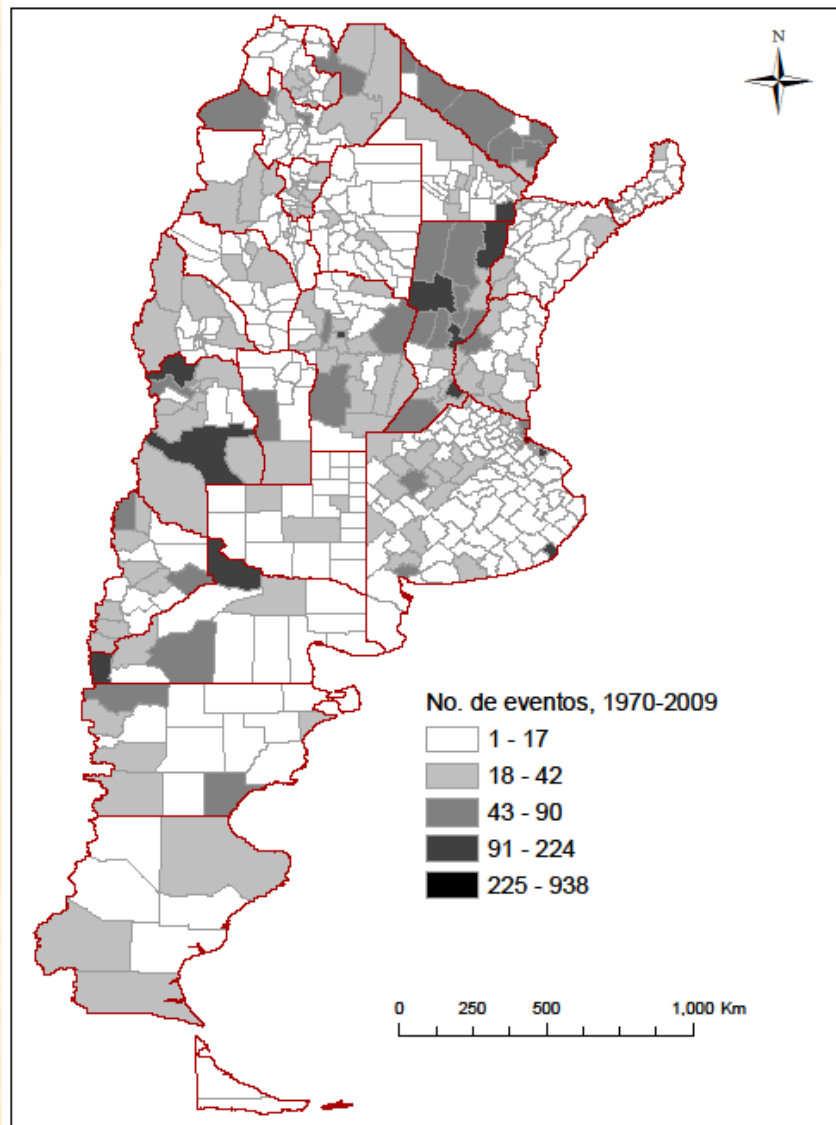 N
No. de eventos, 1970-2009
1 - 17
18 - 42
43 - 90
91 - 224
225 - 938
0 250 500 1,000 Km